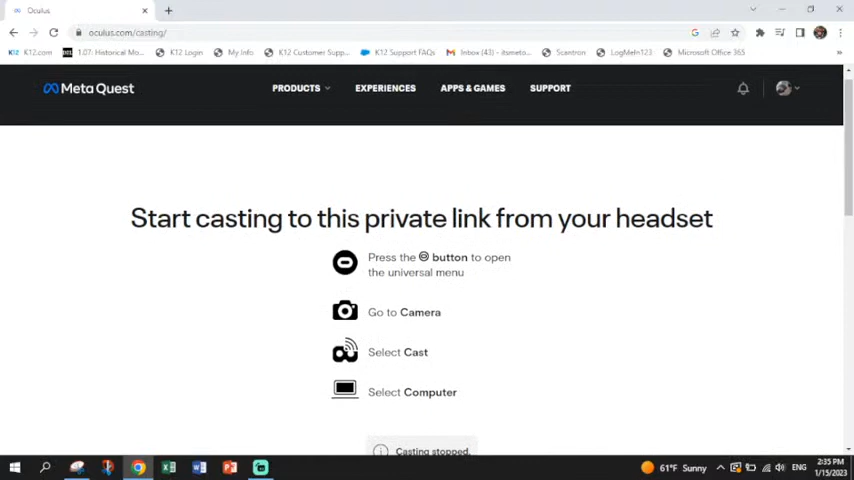 Oculus
oculus.com/casting/
K12 K12.com
1.07: Historical Mo...
K12 Login
My Info
K12 Customer Supp...
K12 Support FAQs
Inbox (43) - itsmeto...
Scantron
LogMeIn123
Microsoft Office 365
»
Meta Quest
PRODUCTS
EXPERIENCES
APPS & GAMES
SUPPORT
Start casting to this private link from your headset
Press the button to open
the universal menu
Go to Camera
Select Cast
Select Computer
Casting stopped.
61°F Sunny
ENG
2:35 PM
1/15/2023